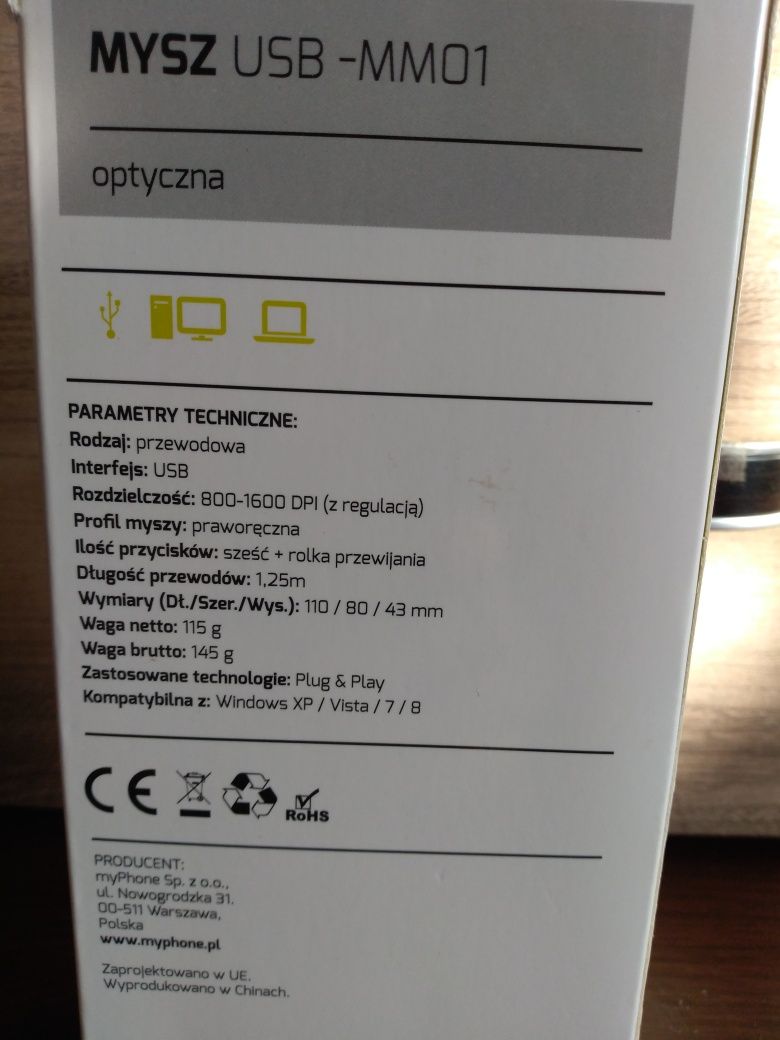 MYSZ USB -MM01
optyczna
PARAMETRY TECHNICZNE:
Rodzaj: przewodowa
Interfejs: USB
Rozdzielczość: 800-1600 DPI (z regulacją)
Profil myszy: praworęczna
Ilość przycisków: sześć + rolka przewijania
Długość przewodów: 1,25m
Wymiary (Dł./Szer./Wys.): 110 / 80 / 43 mm
Waga netto: 115 g
Waga brutto: 145 g
Zastosowane technologie: Plug & Play
Kompatybilna z: Windows XP / Vista / 7 / 8
CE
RoHS
PRODUCENT:
myPhone Sp. z o.o.,
ul. Nowogrodzka 31.
00-511 Warszawa,
Polska
www.myphone.pl
Zaprojektowano w UE.
Wyprodukowano w Chinach.